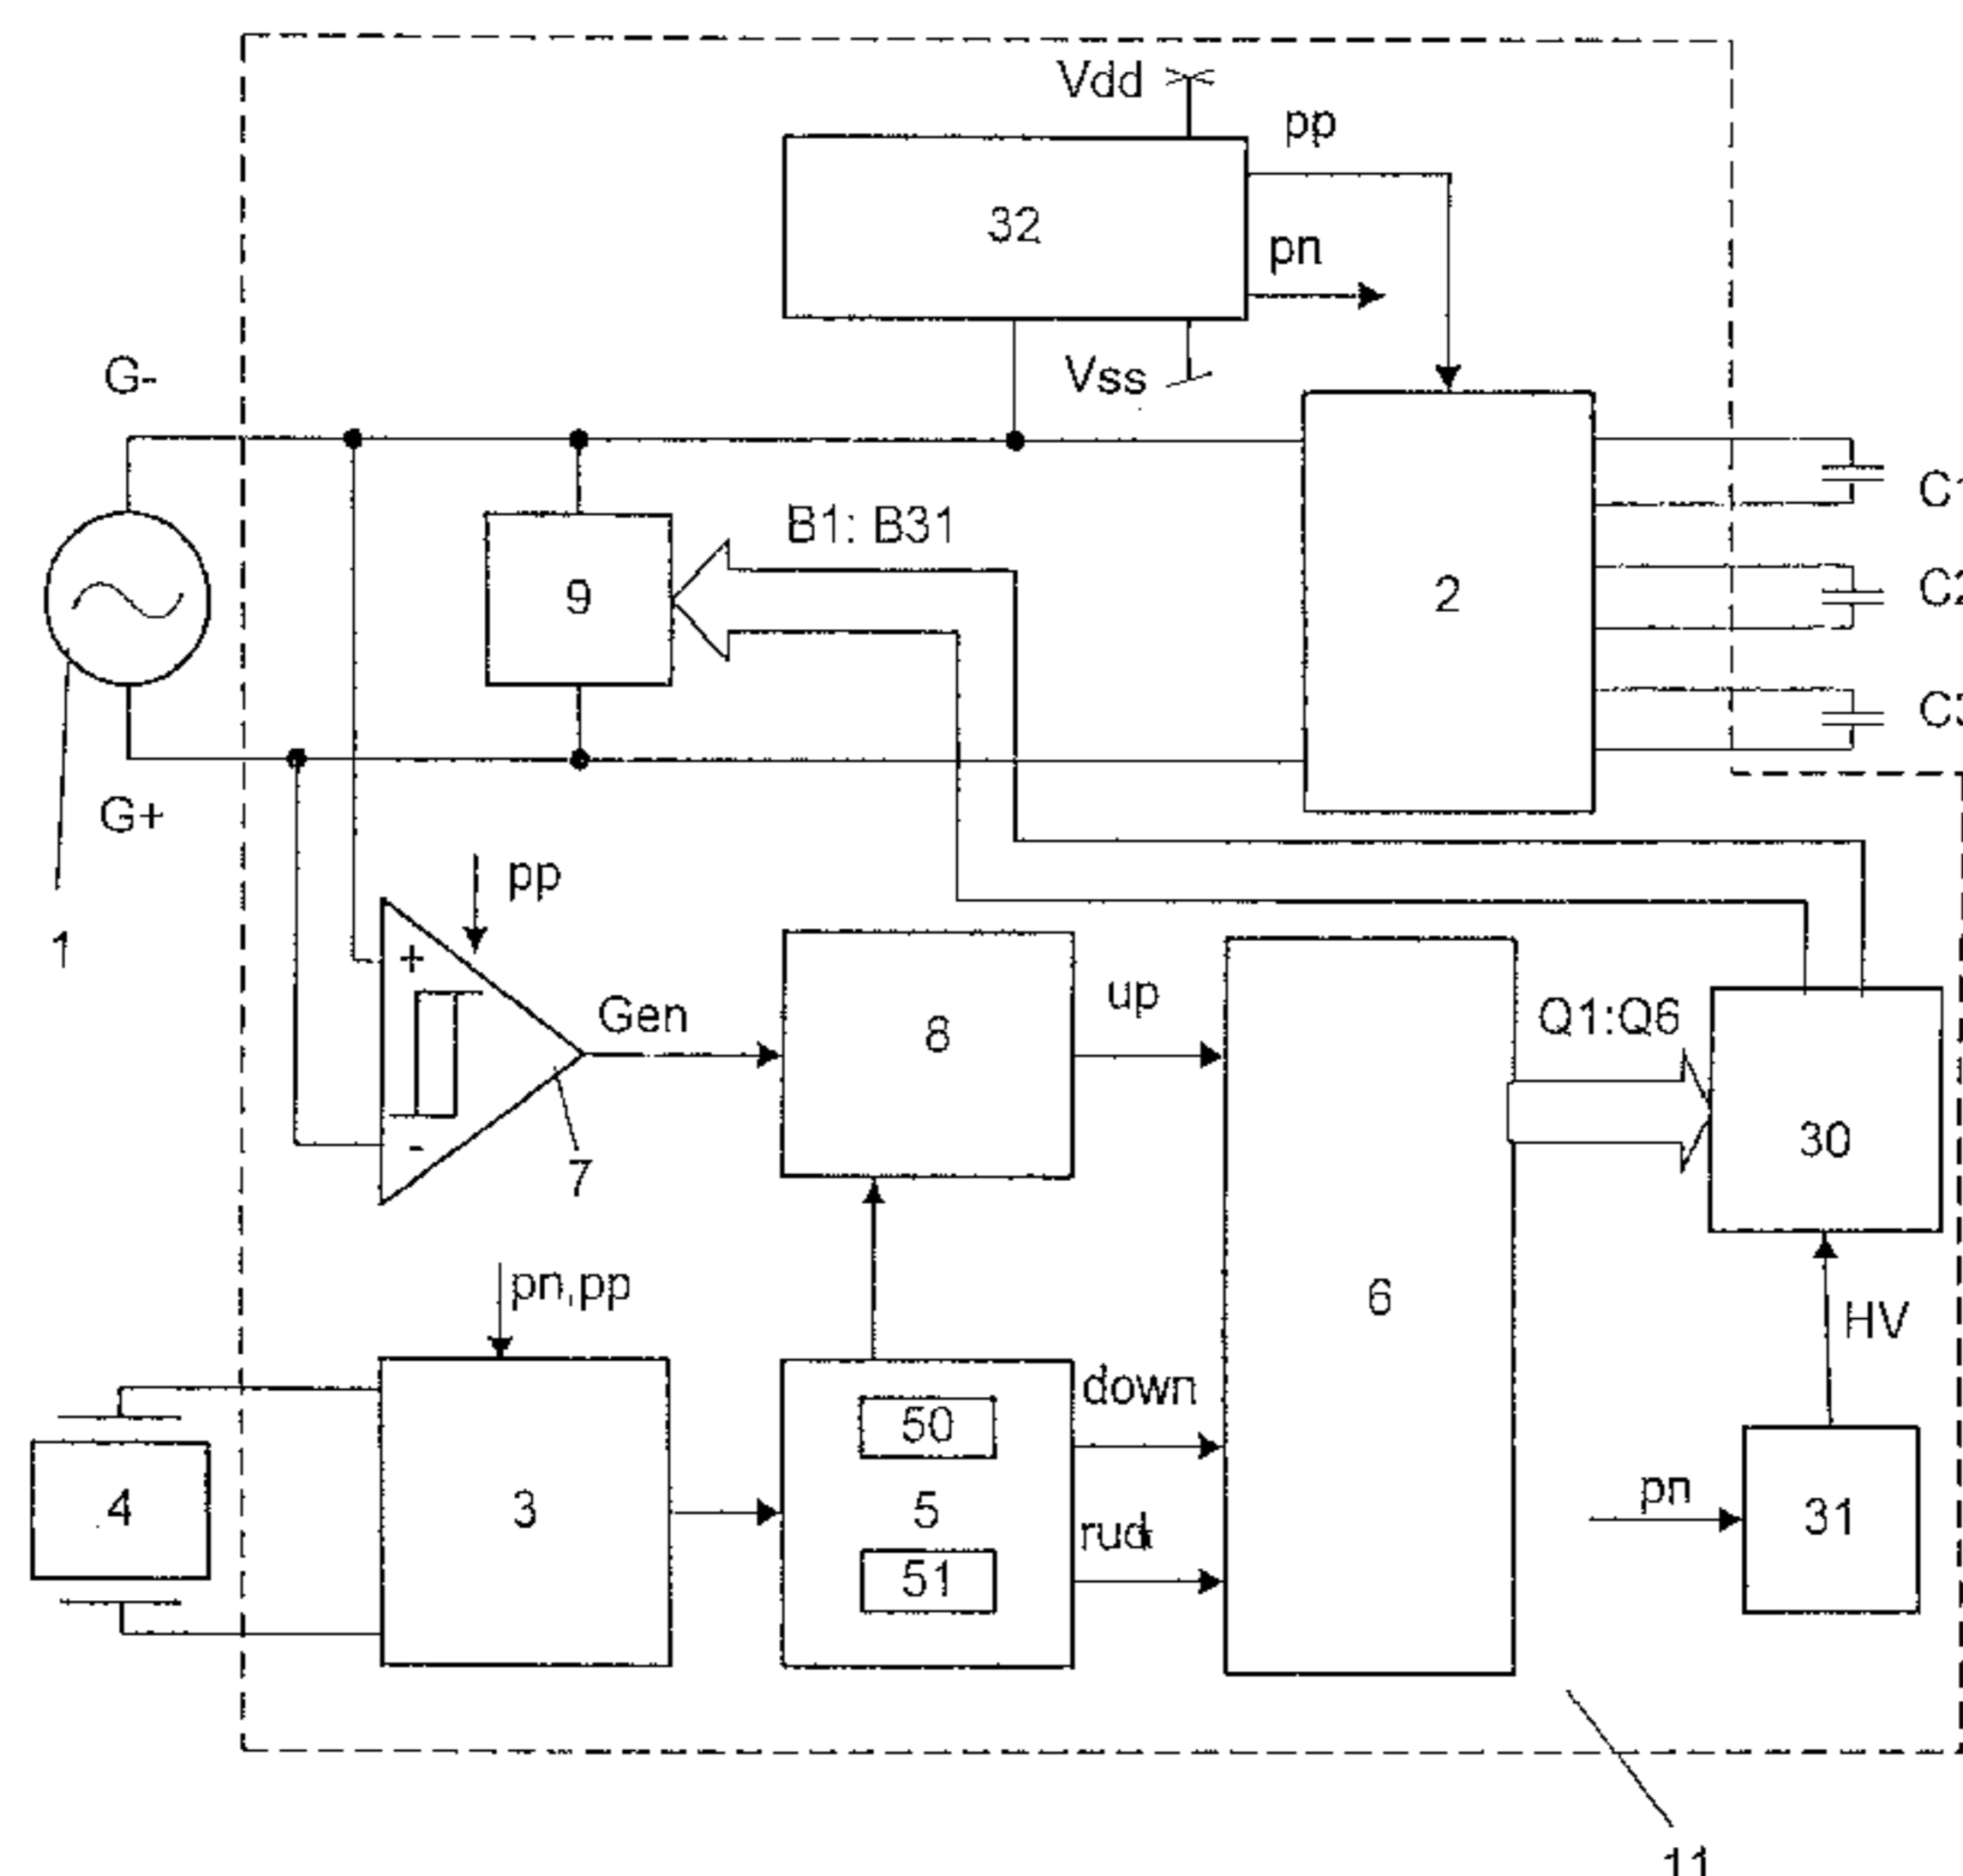 Vdd
pp
32
pn
Vss
G-
C1
B1: B31
9
2
C2
C3
G+
1
pp
+
Gen
8
up
Q1:Q6
-
7
30
pn,pp
6
HV
down
50
4
3
5
pn
31
51
11